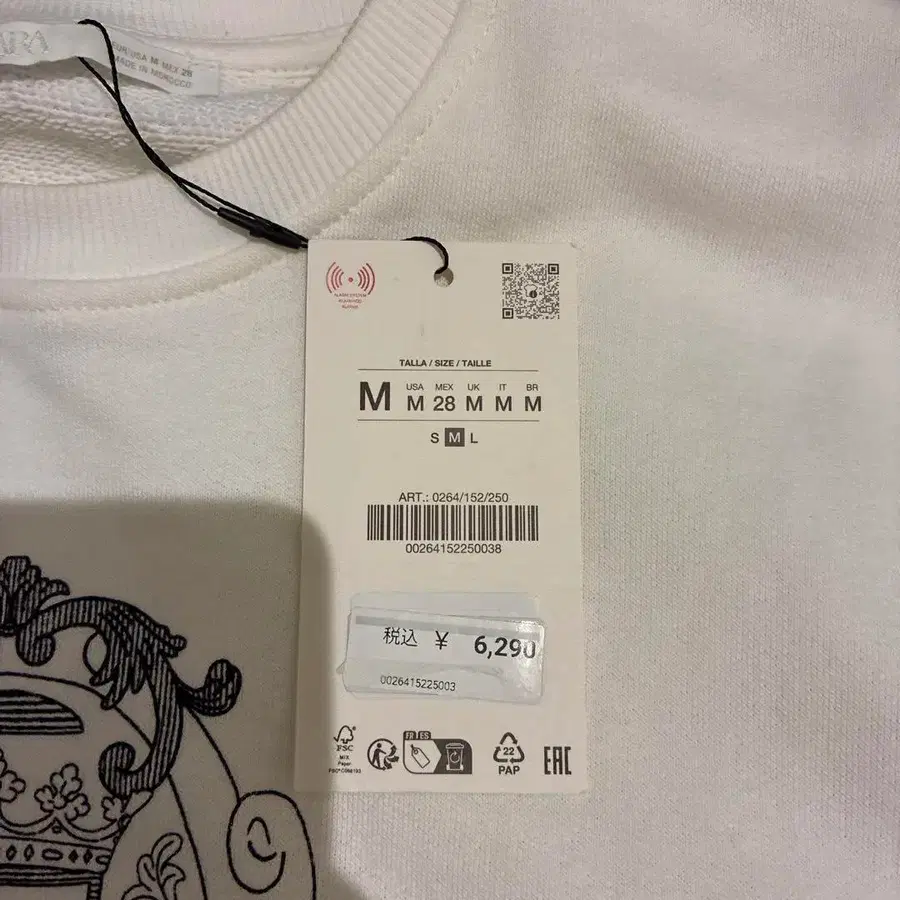 ARA
EUR/USA M MEX 28
MADE IN MOROCCO
TALLA / SIZE / TAILLE
M
USA MEX UK IT BR
M 28 M M M
S M L
ART.: 0264/152/250
00264152250038
税込 ¥ 6,290
0026415225003
FSC
MIX
Paper
FR ES
22
PAP
EAC